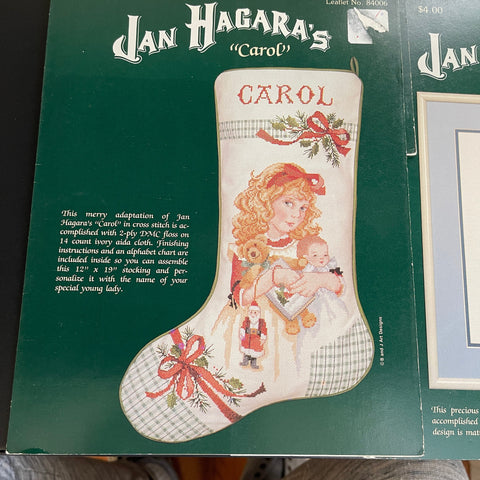 Leaflet No. 84006
JAN HAGARA'S
"Carol"
CAROL
This merry adaptation of Jan
Hagara's "Carol" in cross stitch is ac-
complished with 2-ply DMC floss on
14 count ivory aida cloth. Finishing
instructions and an alphabet chart are
included inside so you can assemble
this 12" x 19" stocking and per-
sonalize it with the name of your
special young lady.
©B and J Art Designs
$4.00
JAN
This precious
accomplished
design is mat